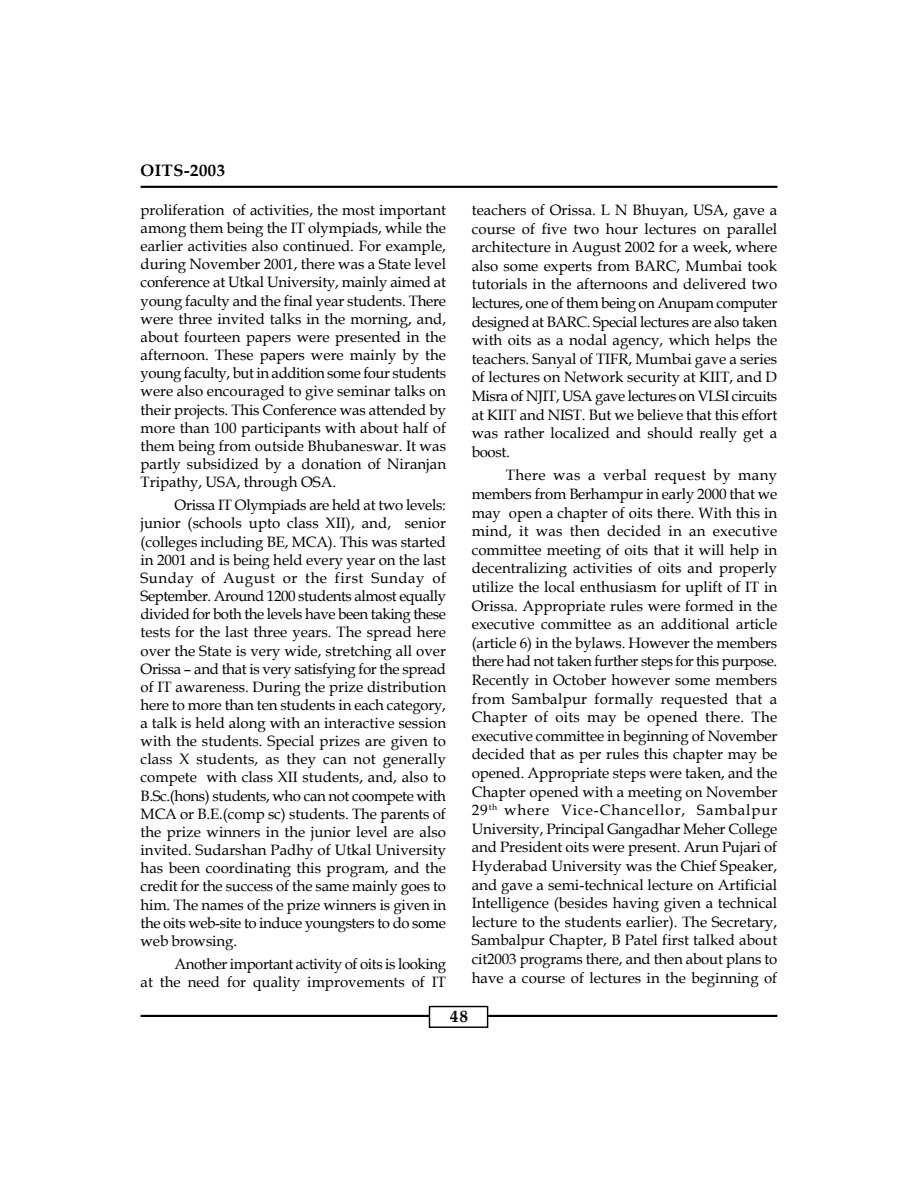 OITS-2003
proliferation of activities, the most important
among them being the IT olympiads, while the
earlier activities also continued. For example,
during November 2001, there was a State level
conference at Utkal University, mainly aimed at
young faculty and the final year students. There
were three invited talks in the morning, and,
about fourteen papers were presented in the
afternoon. These papers were mainly by the
young faculty, but in addition some four students
were also encouraged to give seminar talks on
their projects. This Conference was attended by
more than 100 participants with about half of
them being from outside Bhubaneswar. It was
partly subsidized by a donation of Niranjan
Tripathy, USA, through OSA.
Orissa IT Olympiads are held at two levels:
junior (schools upto class XII), and, senior
(colleges including BE, MCA). This was started
in 2001 and is being held every year on the last
Sunday of August or the first Sunday of
September. Around 1200 students almost equally
divided for both the levels have been taking these
tests for the last three years. The spread here
over the State is very wide, stretching all over
Orissa – and that is very satisfying for the spread
of IT awareness. During the prize distribution
here to more than ten students in each category,
a talk is held along with an interactive session
with the students. Special prizes are given to
class X students, as they can not generally
compete with class XII students, and, also to
B.Sc.(hons) students, who can not coompete with
MCA or B.E.(comp sc) students. The parents of
the prize winners in the junior level are also
invited. Sudarshan Padhy of Utkal University
has been coordinating this program, and the
credit for the success of the same mainly goes to
him. The names of the prize winners is given in
the oits web-site to induce youngsters to do some
web browsing.
Another important activity of oits is looking
at the need for quality improvements of IT
teachers of Orissa. L N Bhuyan, USA, gave a
course of five two hour lectures on parallel
architecture in August 2002 for a week, where
also some experts from BARC, Mumbai took
tutorials in the afternoons and delivered two
lectures, one of them being on Anupam computer
designed at BARC. Special lectures are also taken
with oits as a nodal agency, which helps the
teachers. Sanyal of TIFR, Mumbai gave a series
of lectures on Network security at KIIT, and D
Misra of NJIT, USA gave lectures on VLSI circuits
at KIIT and NIST. But we believe that this effort
was rather localized and should really get a
boost.
There was a verbal request by many
members from Berhampur in early 2000 that we
may open a chapter of oits there. With this in
mind, it was then decided in an executive
committee meeting of oits that it will help in
decentralizing activities of oits and properly
utilize the local enthusiasm for uplift of IT in
Orissa. Appropriate rules were formed in the
executive committee as an additional article
(article 6) in the bylaws. However the members
there had not taken further steps for this purpose.
Recently in October however some members
from Sambalpur formally requested that a
Chapter of oits may be opened there. The
executive committee in beginning of November
decided that as per rules this chapter may be
opened. Appropriate steps were taken, and the
Chapter opened with a meeting on November
29th where Vice-Chancellor, Sambalpur
University, Principal Gangadhar Meher College
and President oits were present. Arun Pujari of
Hyderabad University was the Chief Speaker,
and gave a semi-technical lecture on Artificial
Intelligence (besides having given a technical
lecture to the students earlier). The Secretary,
Sambalpur Chapter, B Patel first talked about
cit2003 programs there, and then about plans to
have a course of lectures in the beginning of
48